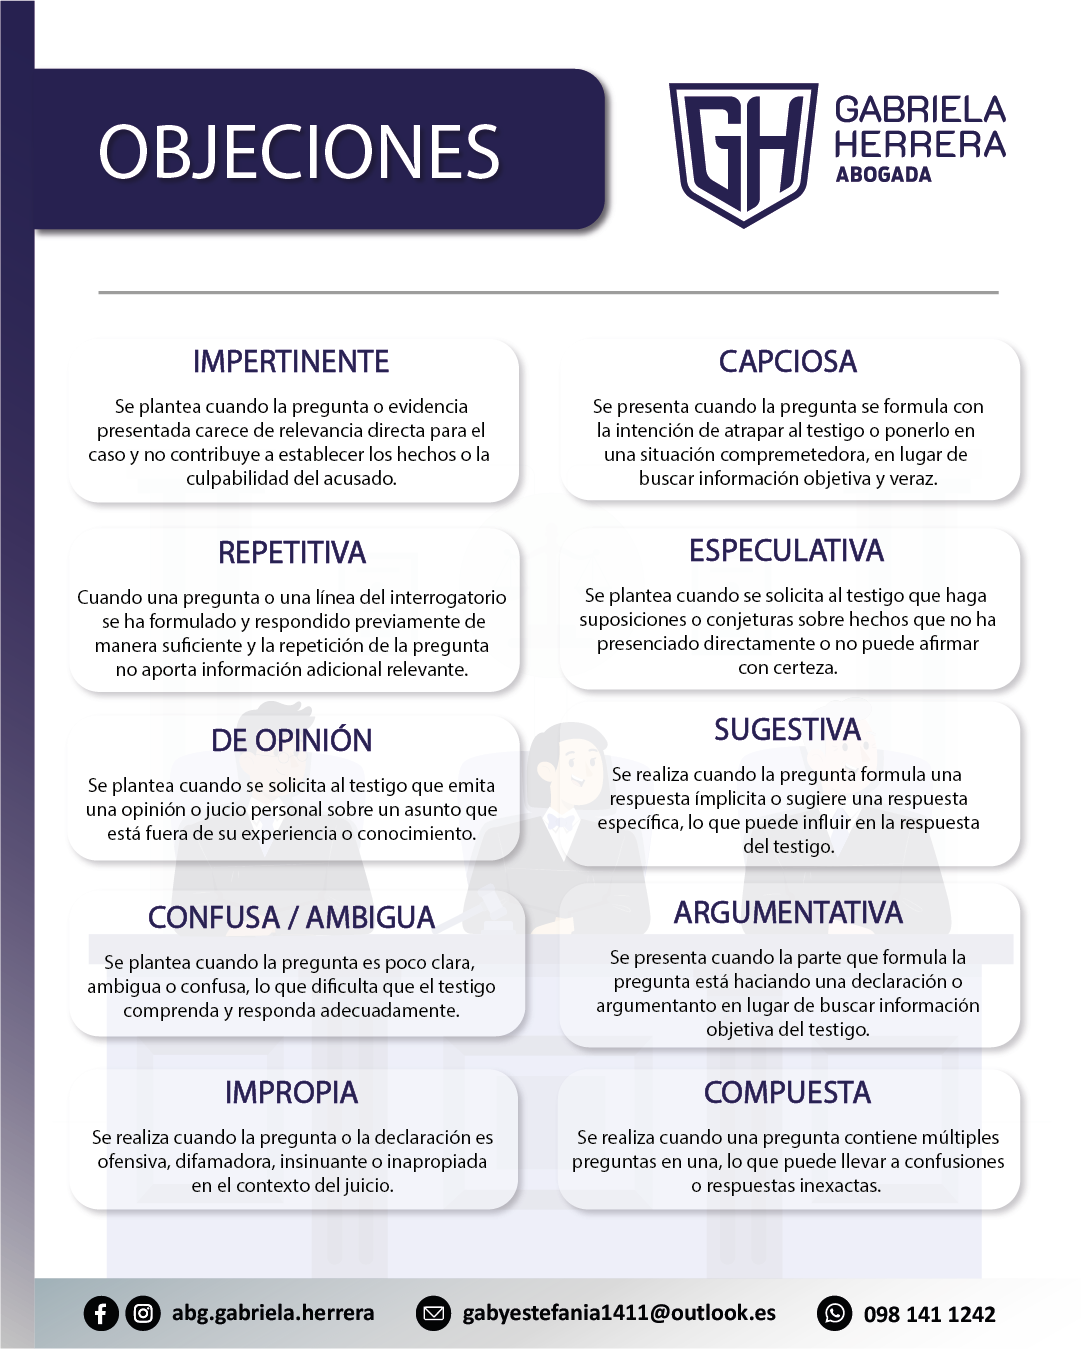 OBJECIONES
GH
GABRIELA
HERRERA
ABOGADA
IMPERTINENTE
Se plantea cuando la pregunta o evidencia
presentada carece de relevancia directa para el
caso y no contribuye a establecer los hechos o la
culpabilidad del acusado.
CAPCIOSA
Se presenta cuando la pregunta se formula con
la intención de atrapar al testigo o ponerlo en
una situación compremetedora, en lugar de
buscar información objetiva y veraz.
REPETITIVA
Cuando una pregunta o una línea del interrogatorio
se ha formulado y respondido previamente de
manera suficiente y la repetición de la pregunta
no aporta información adicional relevante.
ESPECULATIVA
Se plantea cuando se solicita al testigo que haga
suposiciones o conjeturas sobre hechos que no ha
presenciado directamente o no puede afirmar
con certeza.
DE OPINIÓN
Se plantea cuando se solicita al testigo que emita
una opinión o jucio personal sobre un asunto que
está fuera de su experiencia o conocimiento.
SUGESTIVA
Se realiza cuando la pregunta formula una
respuesta ímplicita o sugiere una respuesta
específica, lo que puede influir en la respuesta
del testigo.
CONFUSA / AMBIGUA
Se plantea cuando la pregunta es poco clara,
ambigua o confusa, lo que dificulta que el testigo
comprenda y responda adecuadamente.
ARGUMENTATIVA
Se presenta cuando la parte que formula la
pregunta está haciendo una declaración o
argumentanto en lugar de buscar información
objetiva del testigo.
IMPROPIA
Se realiza cuando la pregunta o la declaración es
ofensiva, difamadora, insinuante o inapropiada
en el contexto del juicio.
COMPUESTA
Se realiza cuando una pregunta contiene múltiples
preguntas en una, lo que puede llevar a confusiones
o respuestas inexactas.
abg.gabriela.herrera
gabyestefania1411@outlook.es
098 141 1242